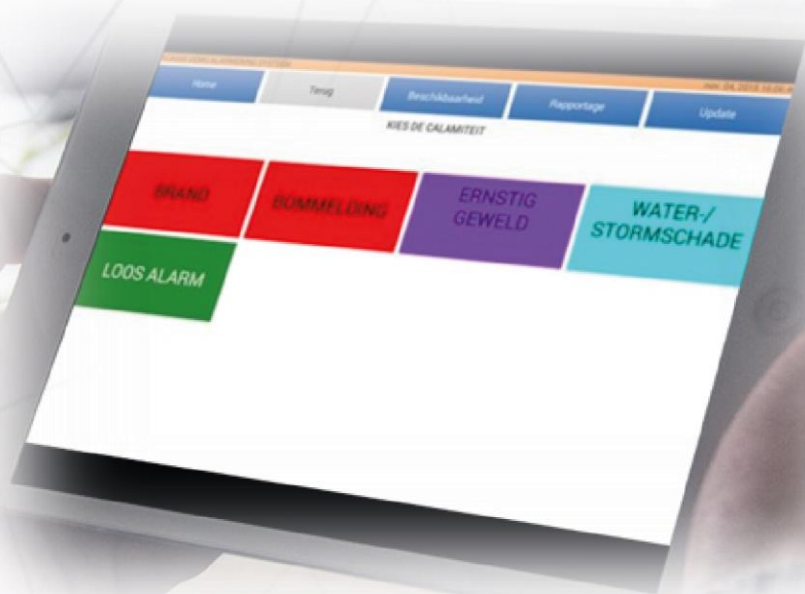 Home
Terug
Beschikbaarheid
Rapportage
Update
KIES DE CALAMITEIT
BRAND
BOMMELDING
ERNSTIG
GEWELD
WATER-/
STORMSCHADE
LOOS ALARM